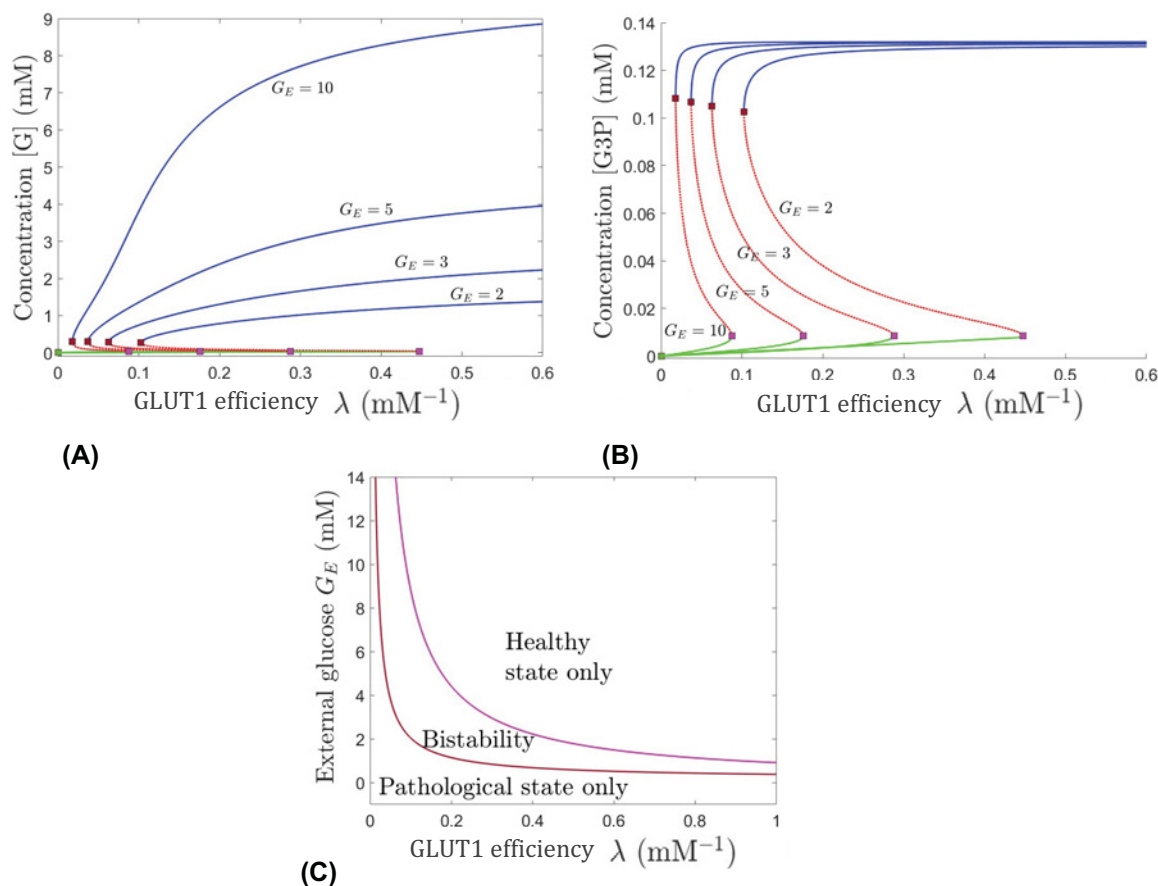 9
8
7
6
5
4
3
2
1
0
Concentration [G] (mM)
G_E = 10
G_E = 5
G_E = 3
G_E = 2
0 0.1 0.2 0.3 0.4 0.5 0.6
GLUT1 efficiency λ (mM⁻¹)
(A)
0.14
0.12
0.10
0.08
0.06
0.04
0.02
0
Concentration [G3P] (mM)
G_E = 2
G_E = 3
G_E = 5
G_E = 10
0 0.1 0.2 0.3 0.4 0.5 0.6
GLUT1 efficiency λ (mM⁻¹)
(B)
14
12
10
8
6
4
2
0
External glucose G_E (mM)
Healthy
state only
Bistability
Pathological state only
0 0.2 0.4 0.6 0.8 1
GLUT1 efficiency λ (mM⁻¹)
(C)